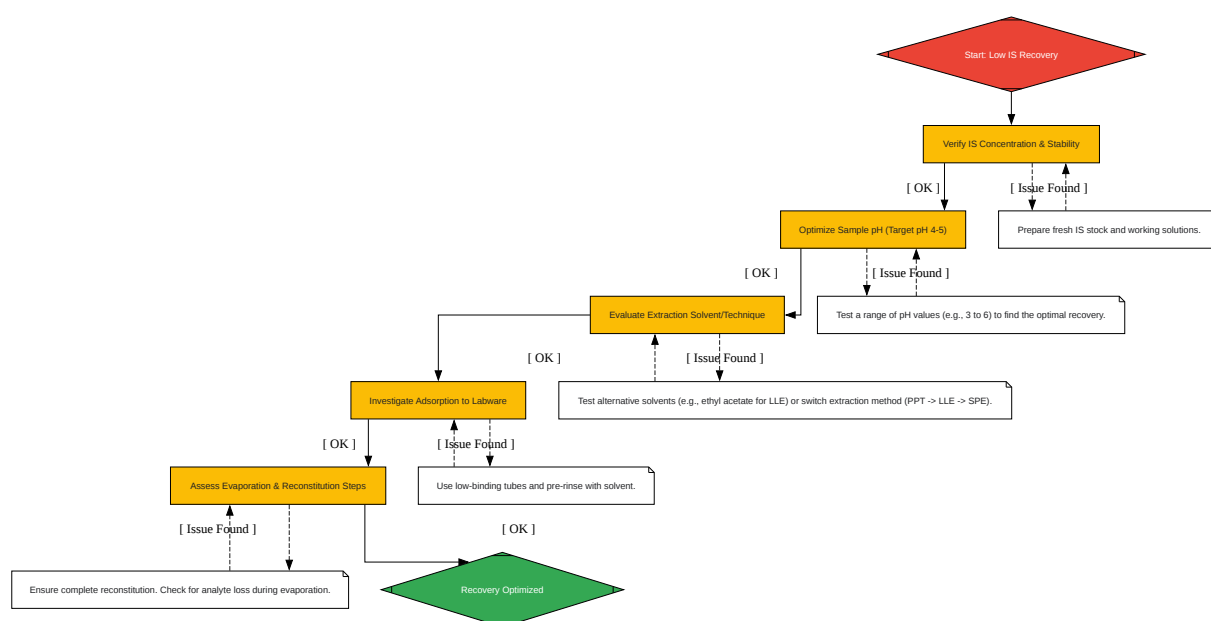 Start: Low IS Recovery
Verify IS Concentration & Stability
[ OK ]
[ Issue Found ]
Optimize Sample pH (Target pH 4-5)
Prepare fresh IS stock and working solutions.
[ OK ]
[ Issue Found ]
Evaluate Extraction Solvent/Technique
Test a range of pH values (e.g., 3 to 6) to find the optimal recovery.
[ OK ]
[ Issue Found ]
Investigate Adsorption to Labware
Test alternative solvents (e.g., ethyl acetate for LLE) or switch extraction method (PPT -> LLE -> SPE).
[ OK ]
[ Issue Found ]
Assess Evaporation & Reconstitution Steps
Use low-binding tubes and pre-rinse with solvent.
[ Issue Found ]
[ OK ]
Ensure complete reconstitution. Check for analyte loss during evaporation.
Recovery Optimized